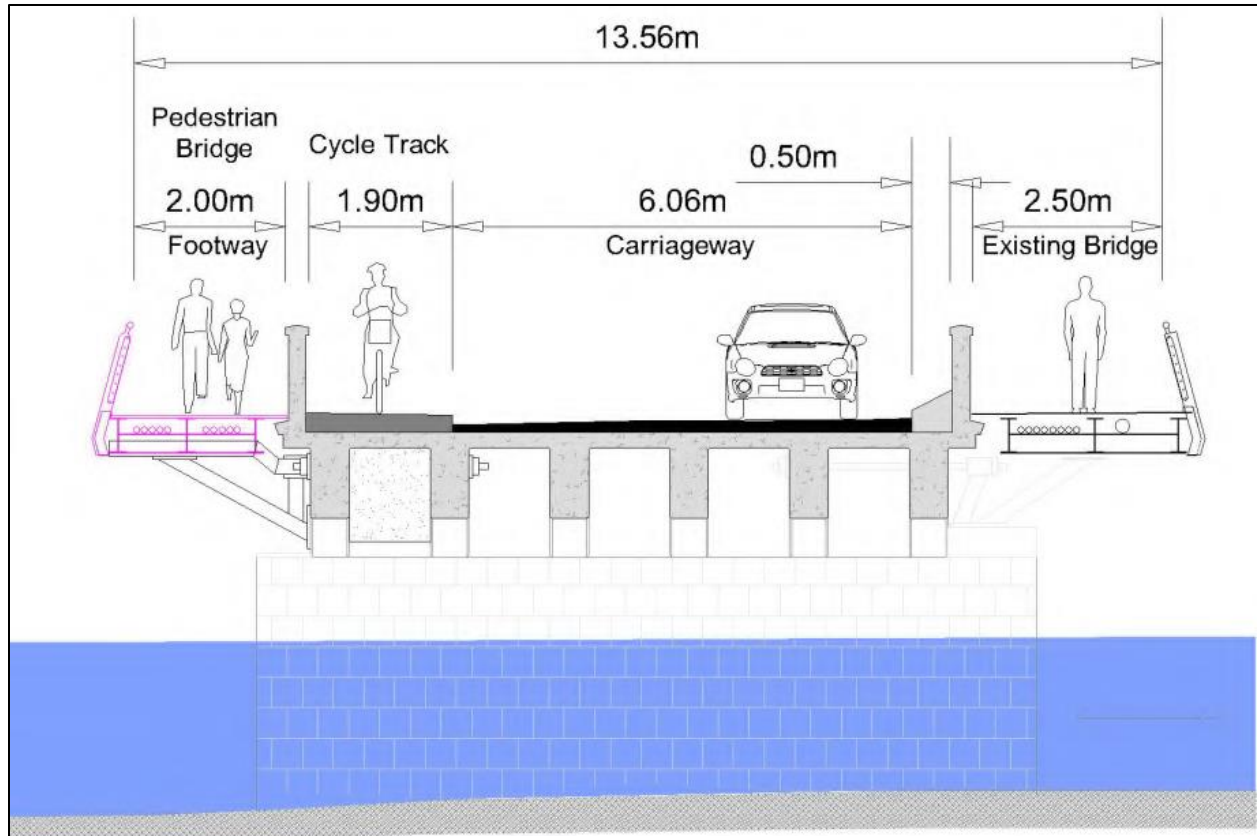 13.56m
Pedestrian
Bridge
Cycle Track
0.50m
2.00m
1.90m
6.06m
2.50m
Footway
Carriageway
Existing Bridge